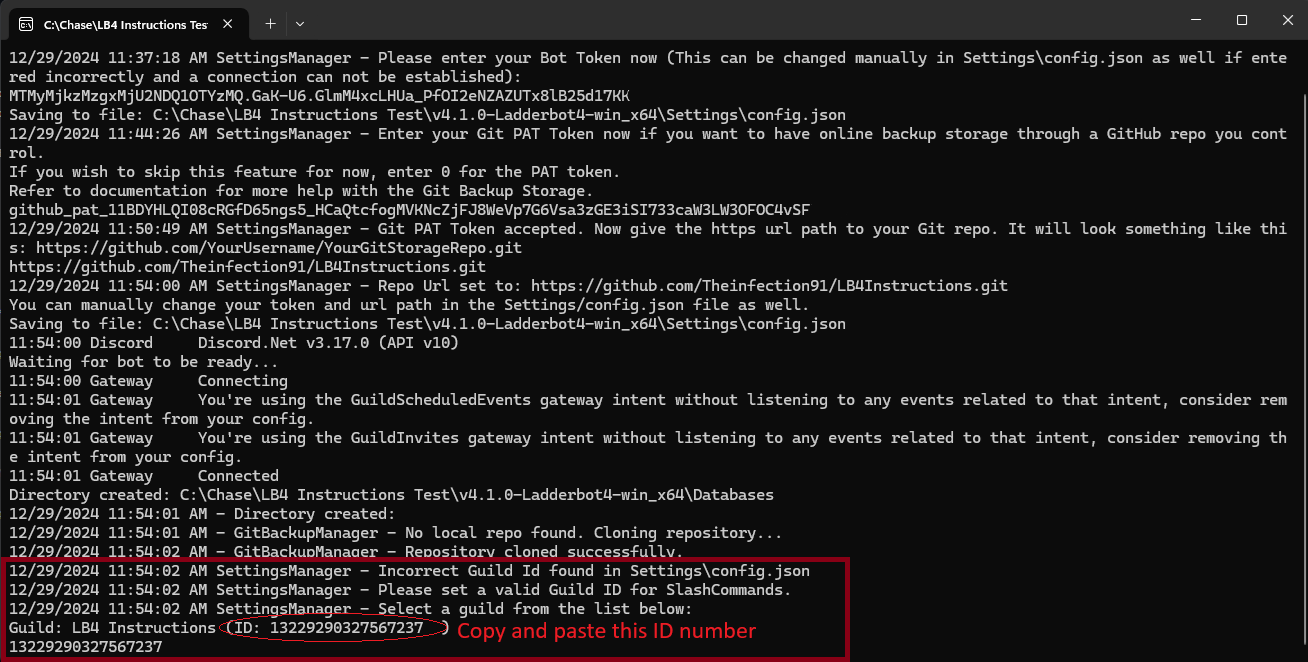 C:\Chase\LB4 Instructions Tes
12/29/2024 11:37:18 AM SettingsManager - Please enter your Bot Token now (This can be changed manually in Settings\config.json as well if ente
red incorrectly and a connection can not be established):
MTMyMjkzMzgxMjU2NDQ1OTYzMQ.GaK-U6.GlmM4xcLHUa_PfOI2eNZAZUTx8lB25d17KK
Saving to file: C:\Chase\LB4 Instructions Test\v4.1.0-Ladderbot4-win_x64\Settings\config.json
12/29/2024 11:44:26 AM SettingsManager - Enter your Git PAT Token now if you want to have online backup storage through a GitHub repo you cont
rol.
If you wish to skip this feature for now, enter 0 for the PAT token.
Refer to documentation for more help with the Git Backup Storage.
github_pat_11BDYHLQI08cRGfD65ngs5_HCaQtcfogMVKNcZjFJ8WeVp7G6Vsa3zGE3iSI733caW3LW3OFOC4vSF
12/29/2024 11:50:49 AM SettingsManager - Git PAT Token accepted. Now give the https url path to your Git repo. It will look something like thi
s: https://github.com/YourUsername/YourGitStorageRepo.git
https://github.com/Theinfection91/LB4Instructions.git
12/29/2024 11:54:00 AM SettingsManager - Repo Url set to: https://github.com/Theinfection91/LB4Instructions.git
You can manually change your token and url path in the Settings/config.json file as well.
Saving to file: C:\Chase\LB4 Instructions Test\v4.1.0-Ladderbot4-win_x64\Settings\config.json
11:54:00 Discord     Discord.Net v3.17.0 (API v10)
Waiting for bot to be ready...
11:54:00 Gateway     Connecting
11:54:01 Gateway     You're using the GuildScheduledEvents gateway intent without listening to any events related to that intent, consider rem
oving the intent from your config.
11:54:01 Gateway     You're using the GuildInvites gateway intent without listening to any events related to that intent, consider removing th
e intent from your config.
11:54:01 Gateway     Connected
Directory created: C:\Chase\LB4 Instructions Test\v4.1.0-Ladderbot4-win_x64\Databases
12/29/2024 11:54:01 AM - Directory created:
12/29/2024 11:54:01 AM - GitBackupManager - No local repo found. Cloning repository...
12/29/2024 11:54:02 AM - GitBackupManager - Repository cloned successfully.
12/29/2024 11:54:02 AM SettingsManager - Incorrect Guild Id found in Settings\config.json
12/29/2024 11:54:02 AM SettingsManager - Please set a valid Guild ID for SlashCommands.
12/29/2024 11:54:02 AM SettingsManager - Select a guild from the list below:
Guild: LB4 Instructions (ID: 13229290327567237 ) Copy and paste this ID number
13229290327567237